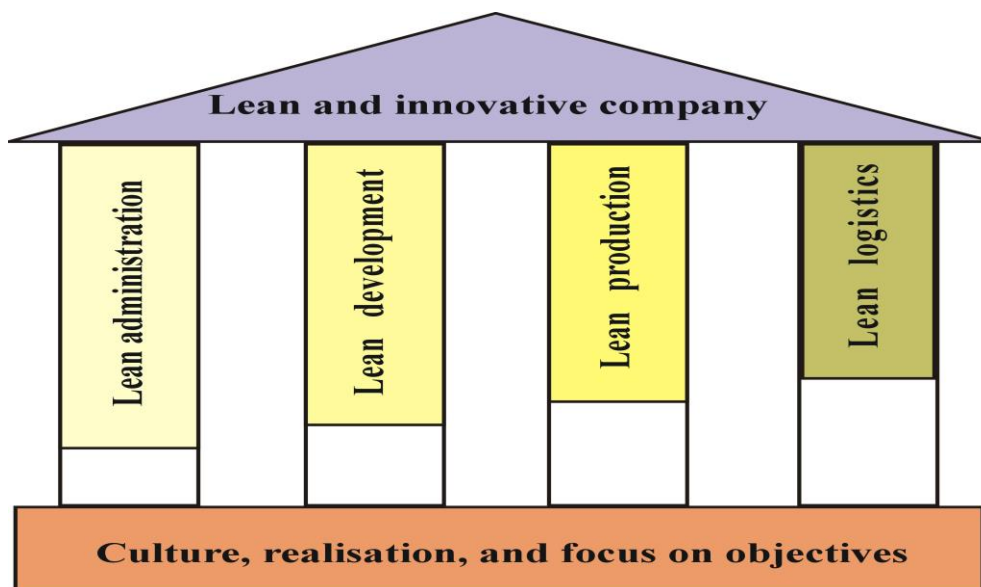 Lean and innovative company
Lean administration
Lean development
Lean production
Lean logistics
Culture, realisation, and focus on objectives